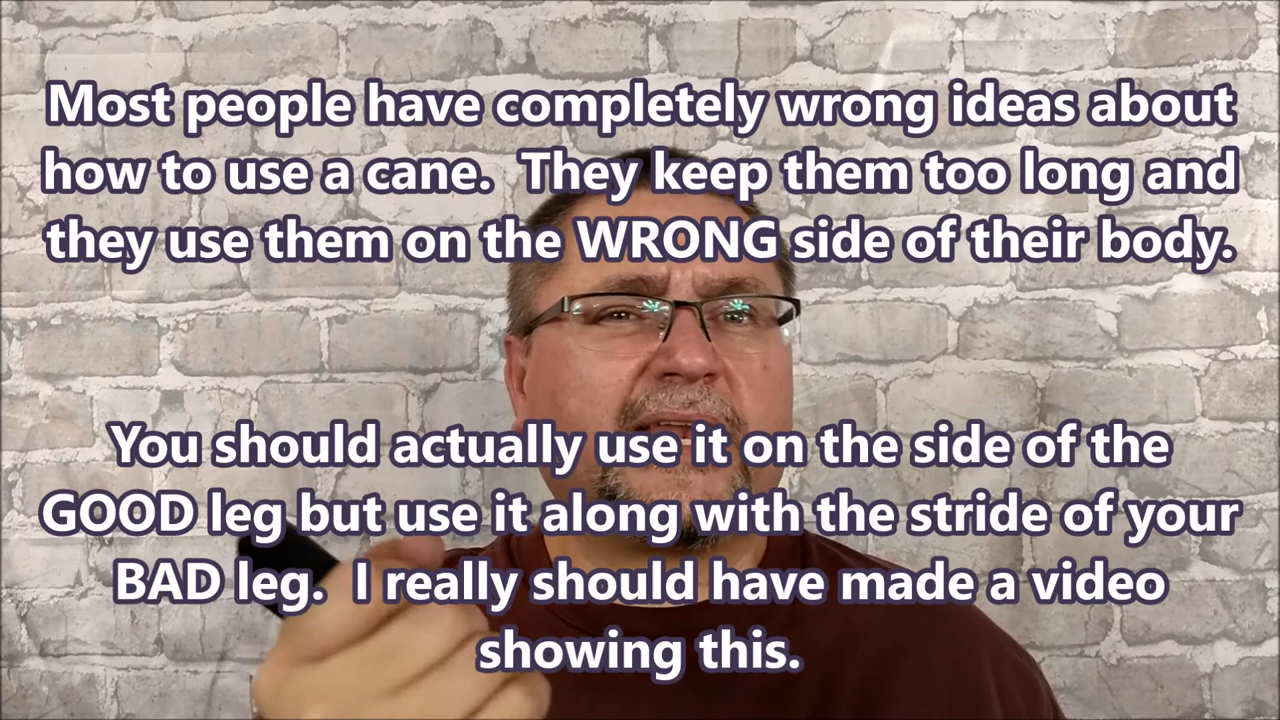 Most people have completely wrong ideas about
how to use a cane.  They keep them too long and
they use them on the WRONG side of their body.
You should actually use it on the side of the
GOOD leg but use it along with the stride of your
BAD leg.  I really should have made a video
showing this.